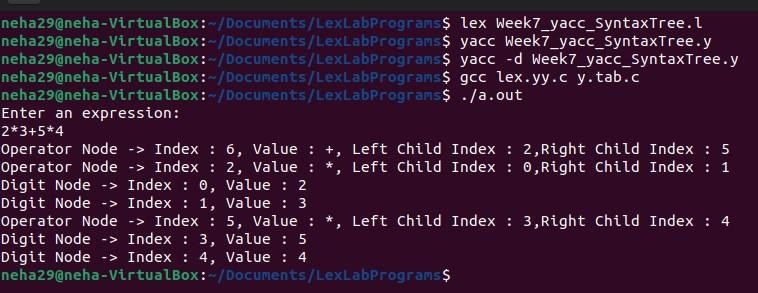 neha29@neha-VirtualBox:~/Documents/LexLabPrograms$ lex Week7_yacc_SyntaxTree.l
neha29@neha-VirtualBox:~/Documents/LexLabPrograms$ yacc Week7_yacc_SyntaxTree.y
neha29@neha-VirtualBox:~/Documents/LexLabPrograms$ yacc -d Week7_yacc_SyntaxTree.y
neha29@neha-VirtualBox:~/Documents/LexLabPrograms$ gcc lex.yy.c y.tab.c
neha29@neha-VirtualBox:~/Documents/LexLabPrograms$ ./a.out
Enter an expression:
2*3+5*4
Operator Node -> Index : 6, Value : +, Left Child Index : 2,Right Child Index : 5
Operator Node -> Index : 2, Value : *, Left Child Index : 0,Right Child Index : 1
Digit Node -> Index : 0, Value : 2
Digit Node -> Index : 1, Value : 3
Operator Node -> Index : 5, Value : *, Left Child Index : 3,Right Child Index : 4
Digit Node -> Index : 3, Value : 5
Digit Node -> Index : 4, Value : 4
neha29@neha-VirtualBox:~/Documents/LexLabPrograms$